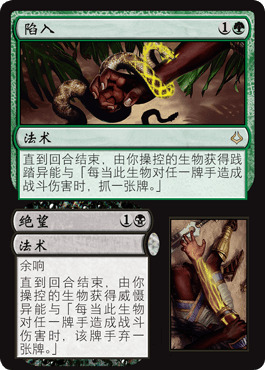 陷入 1
法术
直到回合结束，由你操控的生物获得践
踏异能与「每当此生物对任一牌手造成
战斗伤害时，抓一张牌。」
绝望 1
法术
余响
直到回合结束，由你
操控的生物获得威慑
异能与「每当此生物
对任一牌手造成战斗
伤害时，该牌手弃一
张牌。」